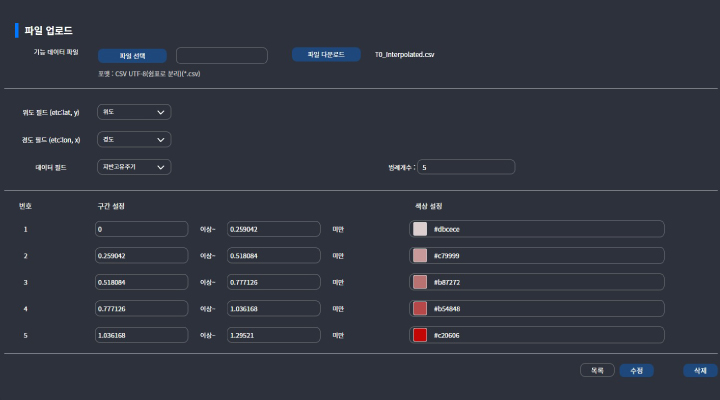 파일 업로드
기능 데이터 파일 파일 선택 파일 다운로드 T0_Interpolated.csv
포맷 : CSV UTF-8(쉼표로 분리)(*.csv)
위도 필드 (etc:lat, y) 위도
경도 필드 (etc:lon, x) 경도
데이터 필드 지반고유주기 범례개수 : 5
번호 구간 설정 색상 설정
1 0 이상~ 0.259042 미만 #dbcece
2 0.259042 이상~ 0.518084 미만 #c79999
3 0.518084 이상~ 0.777126 미만 #b87272
4 0.777126 이상~ 1.036168 미만 #b54848
5 1.036168 이상~ 1.29521 미만 #c20606
목록 수정 삭제